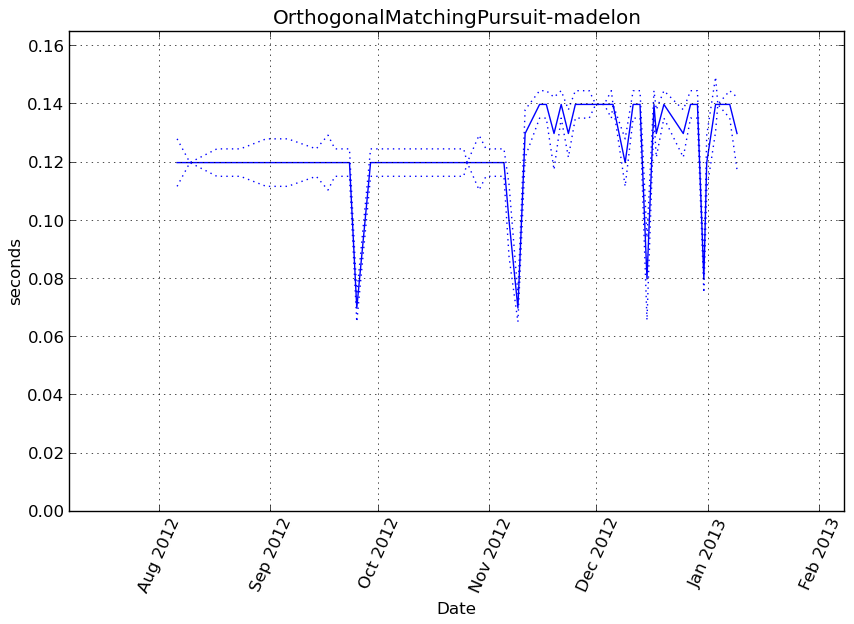 OrthogonalMatchingPursuit-madelon
0.16
0.14
0.12
0.10
0.08
0.06
0.04
0.02
0.00
seconds
Aug 2012
Sep 2012
Oct 2012
Nov 2012
Dec 2012
Jan 2013
Feb 2013
Date